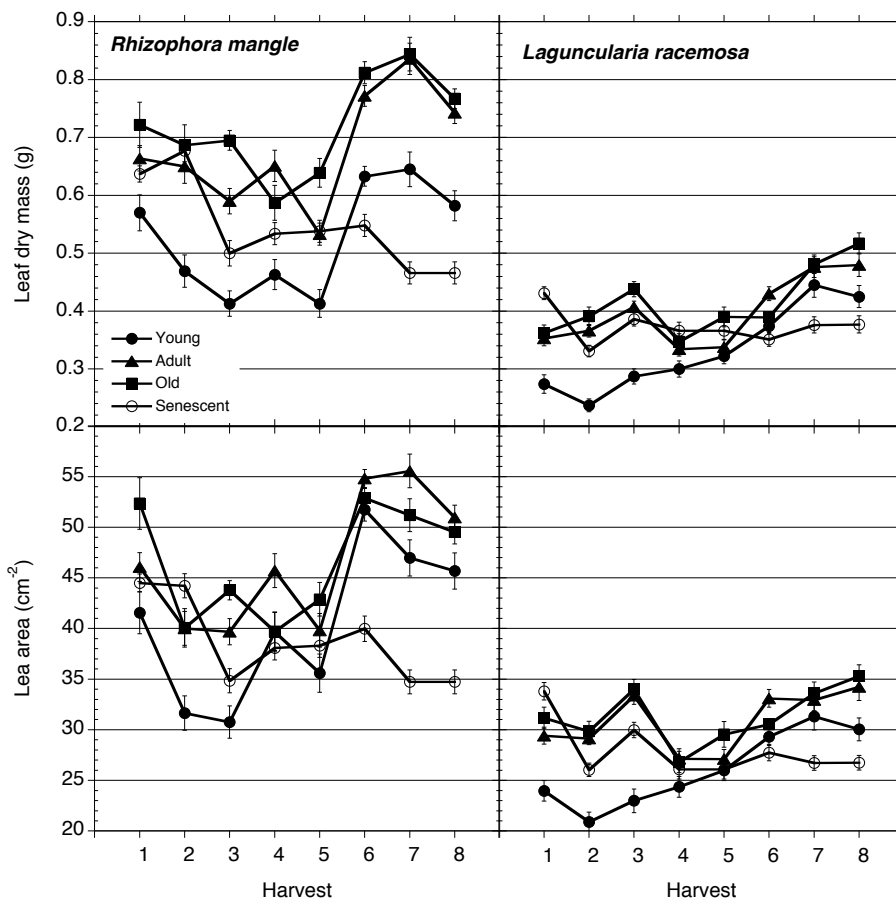 Rhizophora mangle
Laguncularia racemosa
Leaf dry mass (g)
0.9
0.8
0.7
0.6
0.5
0.4
0.3
0.2
Young
Adult
Old
Senescent
Lea area (cm-2)
55
50
45
40
35
30
25
20
1 2 3 4 5 6 7 8
1 2 3 4 5 6 7 8
Harvest
Harvest